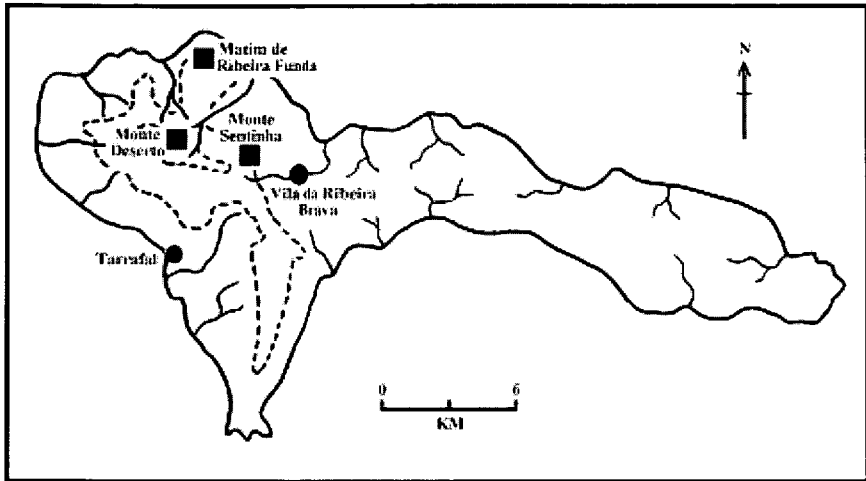 Matim de
Ribeira Funda
N
Monte
Deserto
Monte
Sentinha
Vila da Ribeira
Brava
Tarrafal
0
6
KM